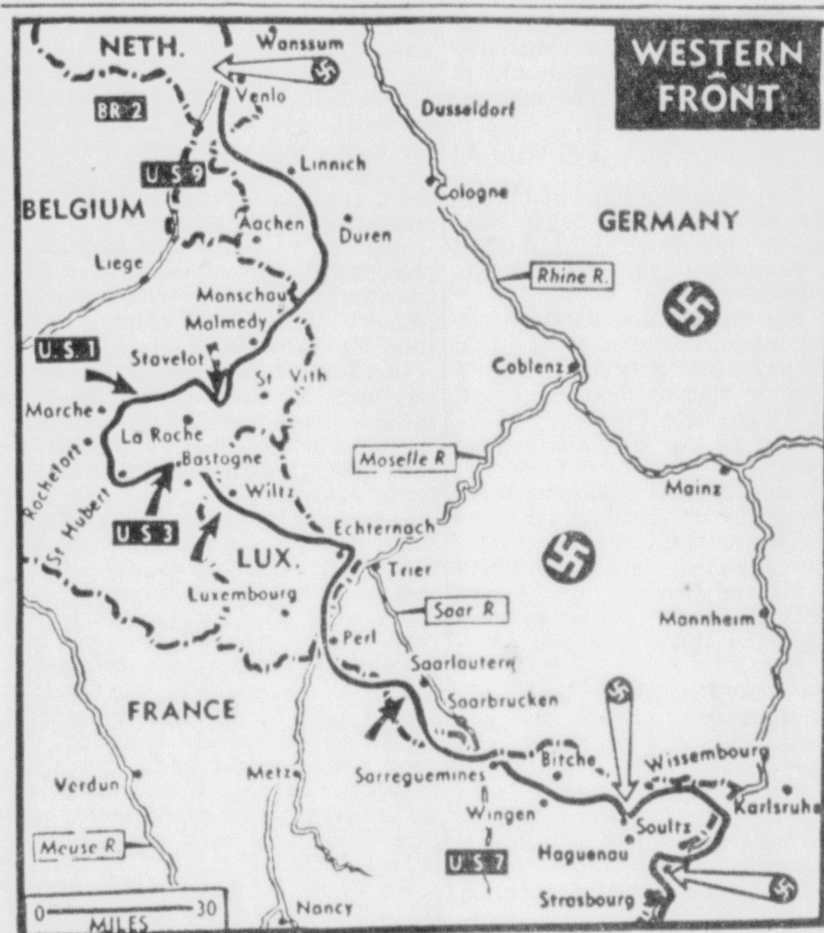 WESTERN
FRONT
NETH.
Wanssum
Venlo
BR 2
Dusseldorf
Linnich
U S 9
Cologne
BELGIUM
GERMANY
Aachen
Duren
Liege
Rhine R.
Monschau
Malmedy
U.S.1
Stavelot
St Vith
Coblenz
Marche
La Roche
Rochefort
Bastogne
Moselle R
St Hubert
Wiltz
Mainz
U S 3
Echternach
LUX.
Trier
Luxembourg
Saar R
Mannheim
Perl
Saarlautern
Saarbrucken
FRANCE
Wissembourg
Verdun
Metz
Sarreguemines
Bitche
Karlsruhe
Wingen
Soultz
Meuse R
U S 7
Haguenau
Strasbourg
0 30
MILES
Nancy